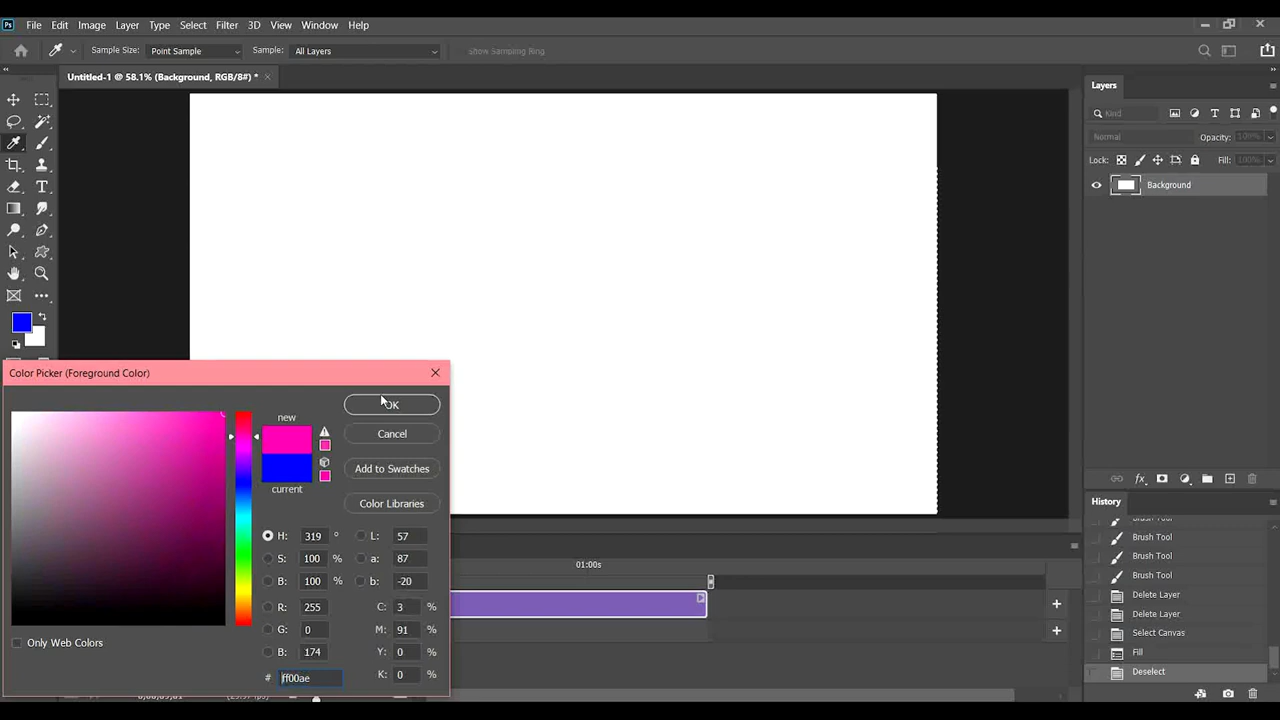 Ps File Edit Image Layer Type Select Filter 3D View Window Help
Sample Size: Point Sample Sample: All Layers Show Sampling Ring
Untitled-1 @ 58.1% (Background, RGB/8#) *
Layers
Kind
Normal Opacity: 100%
Lock: Fill: 100%
Background
Color Picker (Foreground Color)
new
current
OK
Cancel
Add to Swatches
Color Libraries
H: 319 °
S: 100 %
B: 100 %
R: 255
G: 0
B: 174
# ff00ae
L: 57
a: 87
b: -20
C: 3 %
M: 91 %
Y: 0 %
K: 0 %
Only Web Colors
01:00s
History
Brush Tool
Brush Tool
Brush Tool
Brush Tool
Delete Layer
Delete Layer
Select Canvas
Fill
Deselect